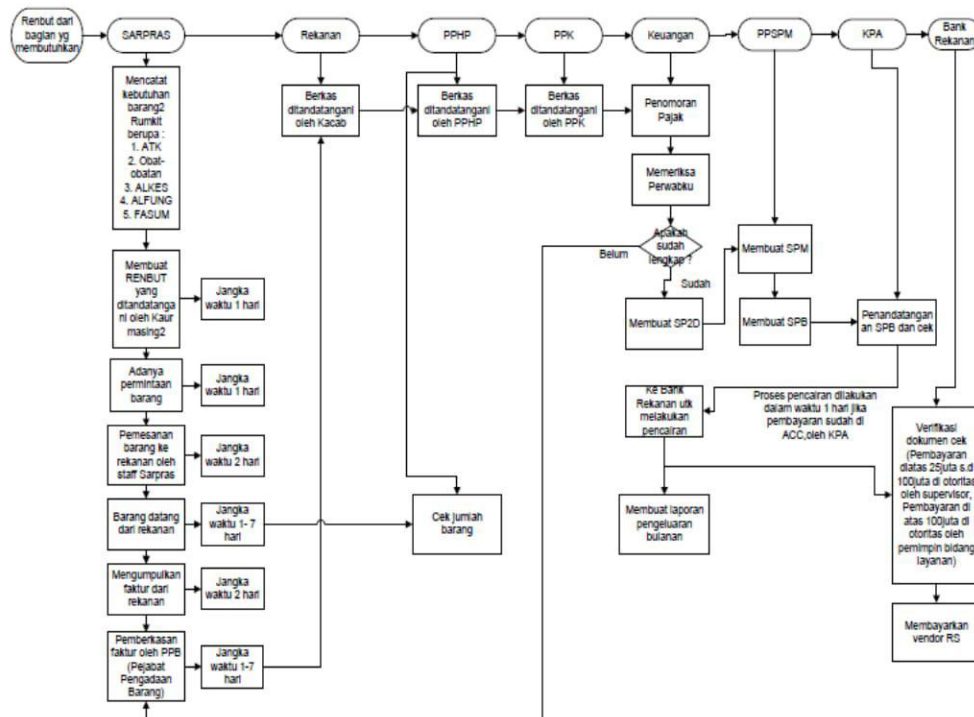 Renbut dari
bagian yg
membutuhkan
SARPRAS
Rekanan
PPHP
PPK
Keuangan
PPSPM
KPA
Bank
Rekanan
Mencatat
kebutuhan
barang2
Rumkit
berupa :
1. ATK
2. Obat-
obatan
3. ALKES
4. ALFUNG
5. FASUM
Berkas
ditandatangani
oleh Kacab
Berkas
ditandatangani
oleh PPHP
Berkas
ditandatangani
oleh PPK
Penomoran
Pajak
Memeriksa
Perwabku
Apakah
sudah
lengkap ?
Belum
Sudah
Membuat SP2D
Membuat SPM
Membuat SPB
Penandatangan
an SPB dan cek
Membuat
RENBUT
yang
ditandatanga
ni oleh Kaur
masing2
Jangka
waktu 1 hari
Adanya
permintaan
barang
Jangka
waktu 1 hari
Pemesanan
barang ke
rekanan oleh
staff Sarpras
Jangka
waktu 2 hari
Barang datang
dari rekanan
Jangka
waktu 1- 7
hari
Cek jumlah
barang
Mengumpulkan
faktur dari
rekanan
Jangka
waktu 2 hari
Pemberkasan
faktur oleh PPB
(Pejabat
Pengadaan
Barang)
Jangka
waktu 1-7
hari
Ke Bank
Rekanan utk
melakukan
pencairan
Proses pencairan dilakukan
dalam waktu 1 hari jika
pembayaran sudah di
ACC,oleh KPA
Membuat laporan
pengeluaran
bulanan
Verifikasi
dokumen cek
(Pembayaran
diatas 25juta s.d
100juta di otoritas
oleh supervisor,
Pembayaran di
atas 100juta di
otoritas oleh
pemimpin bidang
layanan)
Membayarkan
vendor RS